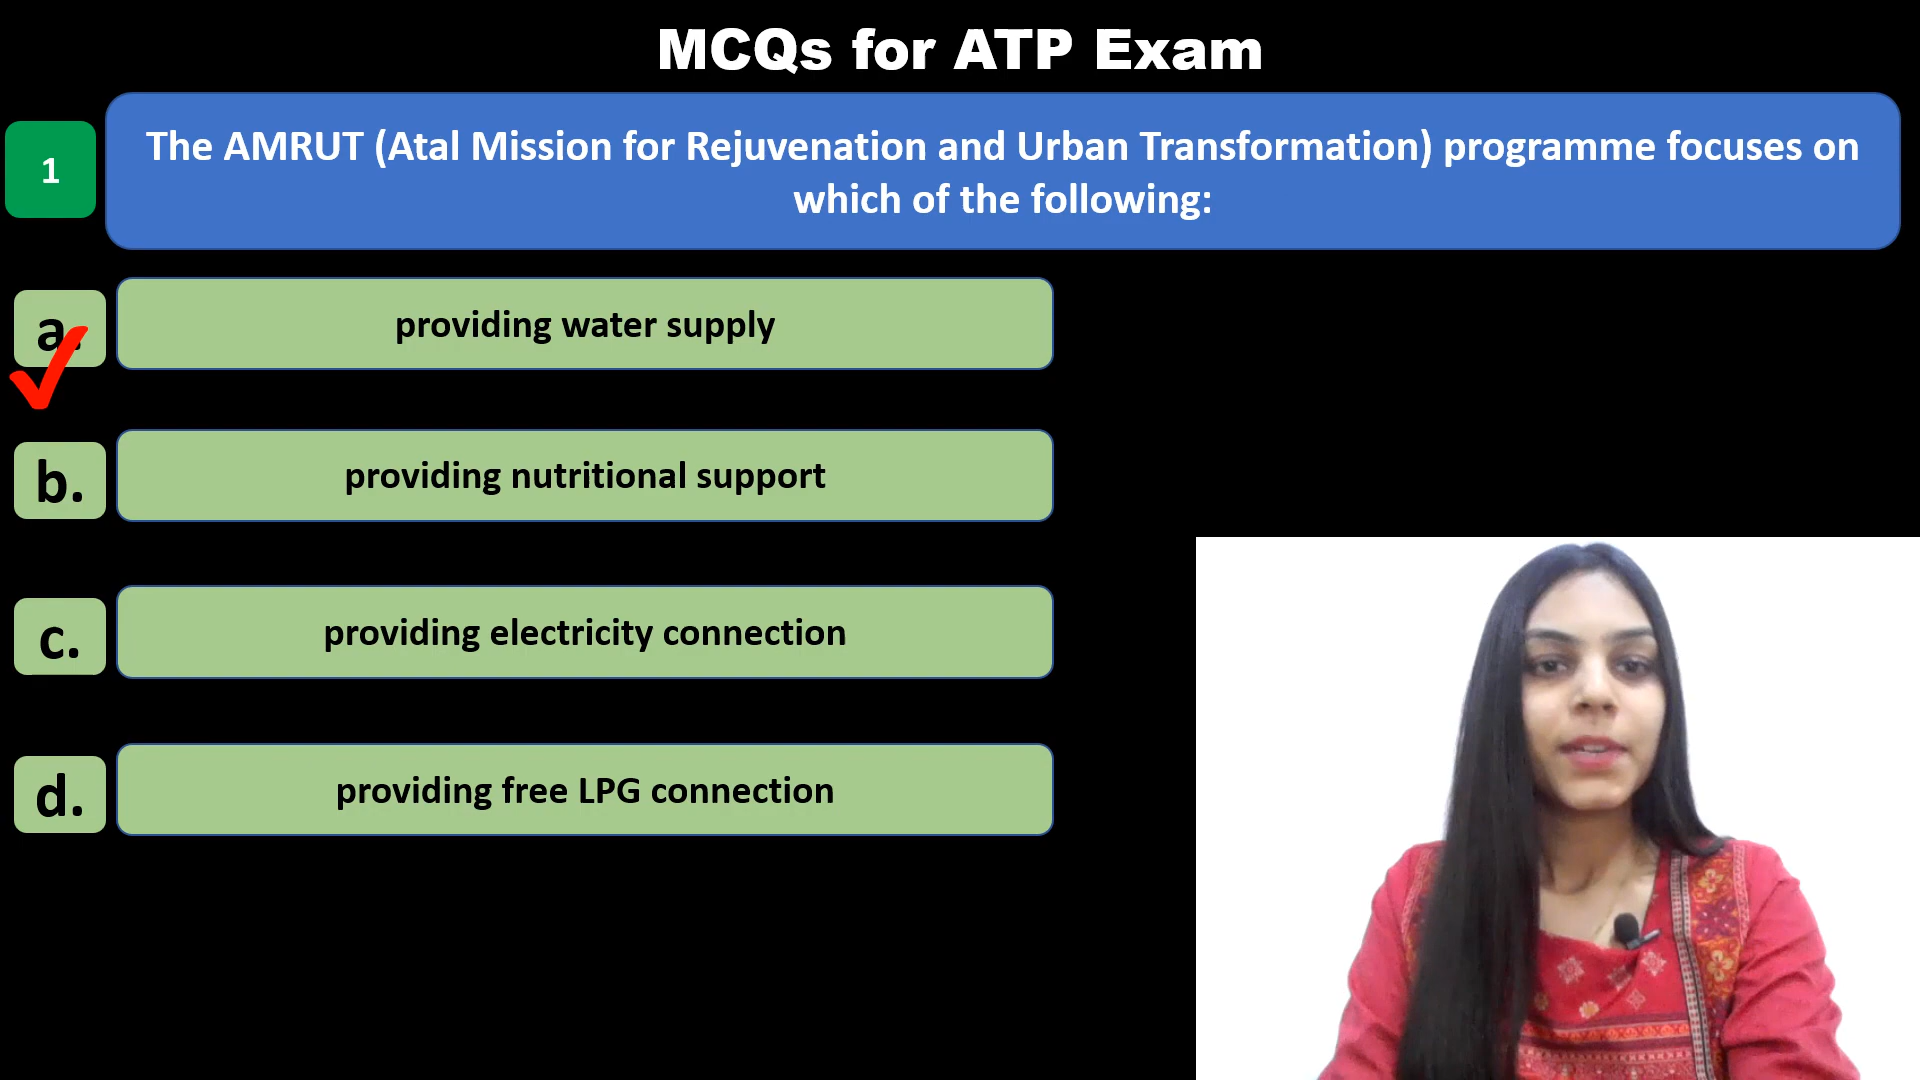 MCQs for ATP Exam
1
The AMRUT (Atal Mission for Rejuvenation and Urban Transformation) programme focuses on
which of the following:
a.
providing water supply
b.
providing nutritional support
c.
providing electricity connection
d.
providing free LPG connection